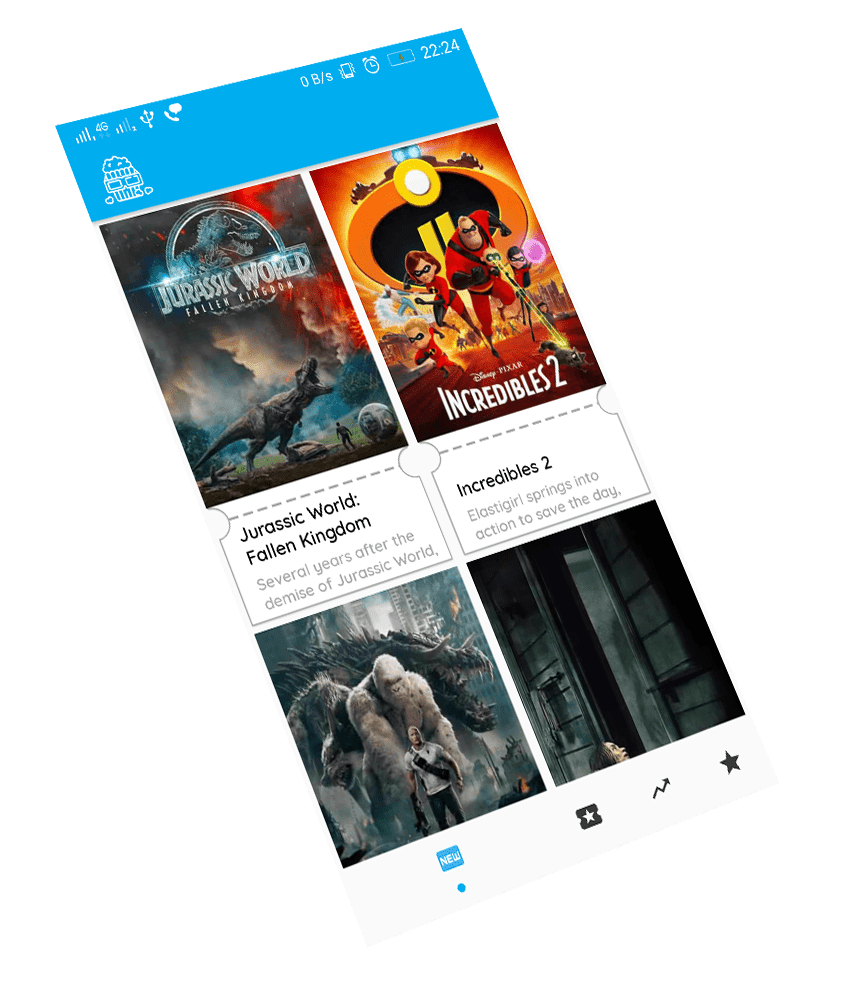 4G
0 B/s
22:24
JURASSIC WORLD
FALLEN KINGDOM
DISNEY · PIXAR
INCREDIBLES 2
Jurassic World:
Fallen Kingdom
Several years after the
demise of Jurassic World,
Incredibles 2
Elastigirl springs into
action to save the day,
NEW